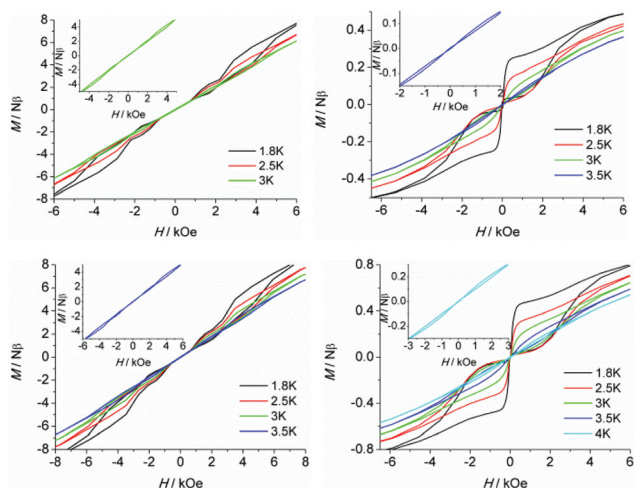 8
6
4
2
0
-2
-4
-6
-8
M / Nβ
-6 -4 -2 0 2 4 6
H / kOe
4
2
0
-2
-4
M / Nβ
-4 -2 0 2 4
H / kOe
1.8K
2.5K
3K
0.4
0.2
0.0
-0.2
-0.4
M / Nβ
-6 -4 -2 0 2 4 6
H / kOe
0.1
0.0
-0.1
M / Nβ
-2 -1 0 1 2
H / kOe
1.8K
2.5K
3K
3.5K
8
6
4
2
0
-2
-4
-6
-8
M / Nβ
-8 -6 -4 -2 0 2 4 6 8
H / kOe
4
2
0
-2
-4
M / Nβ
-6 -4 -2 0 2 4 6
H / kOe
1.8K
2.5K
3K
3.5K
0.8
0.4
0.0
-0.4
-0.8
M / Nβ
-6 -4 -2 0 2 4 6
H / kOe
0.2
0.0
-0.2
M / Nβ
-3 -2 -1 0 1 2 3
H / kOe
1.8K
2.5K
3K
3.5K
4K